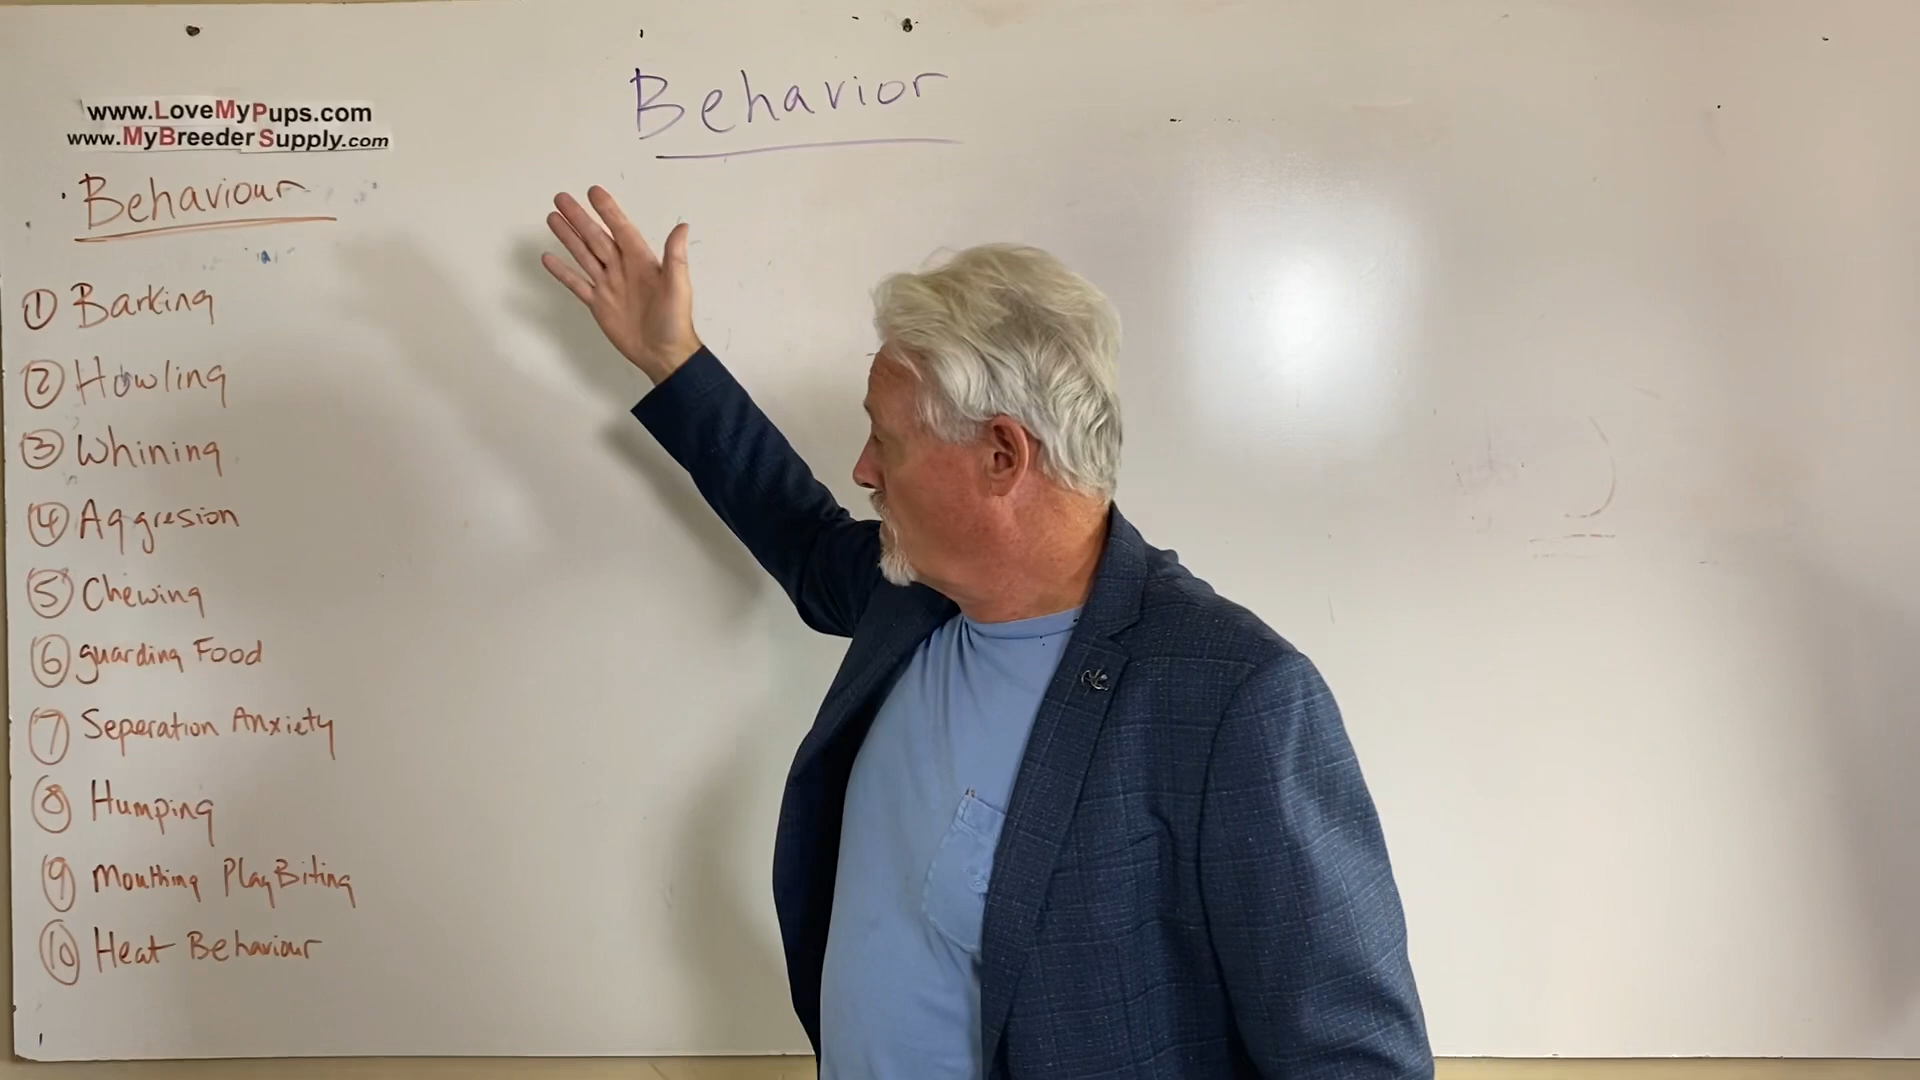 www.LoveMyPups.com
www.MyBreederSupply.com
Behavior
Behaviour
① Barking
② Howling
③ Whining
④ Aggresion
⑤ Chewing
⑥ guarding Food
⑦ Seperation Anxiety
⑧ Humping
⑨ Mouthing PlayBiting
⑩ Heat Behaviour